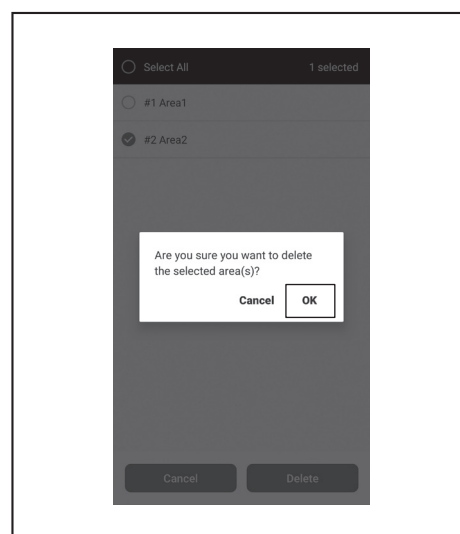 Select All 1 selected
#1 Area1
#2 Area2
Are you sure you want to delete
the selected area(s)?
Cancel OK
Cancel Delete